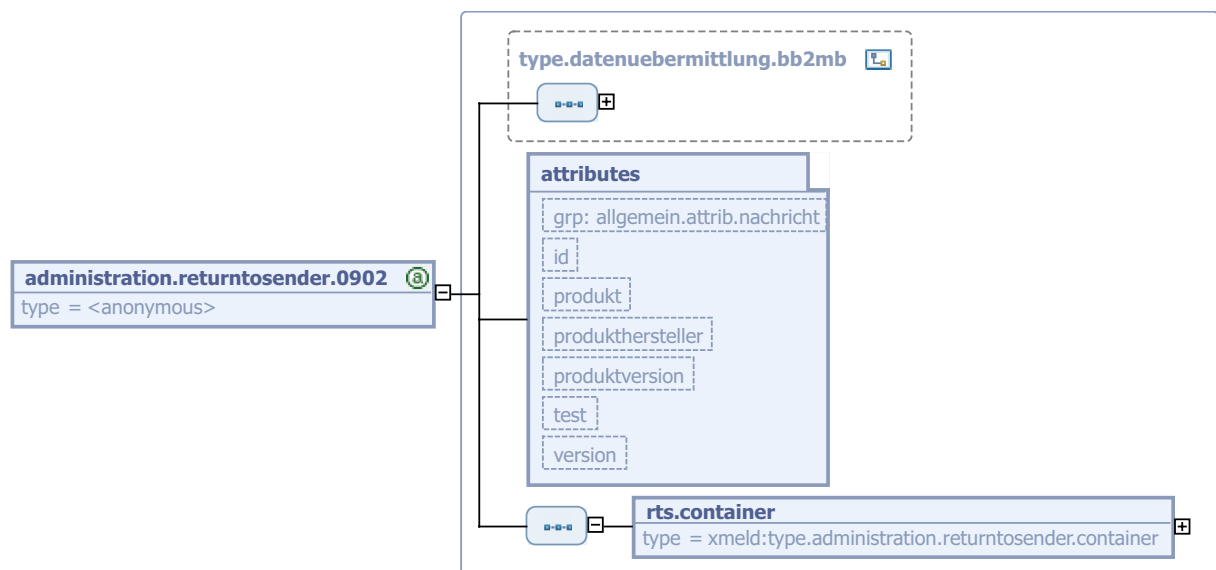 type.datenuebermittlung.bb2mb
attributes
grp: allgemein.attrib.nachricht
id
produkt
produkthersteller
produktversion
test
version
administration.returntosender.0902
type = <anonymous>
rts.container
type = xmeld:type.administration.returntosender.container